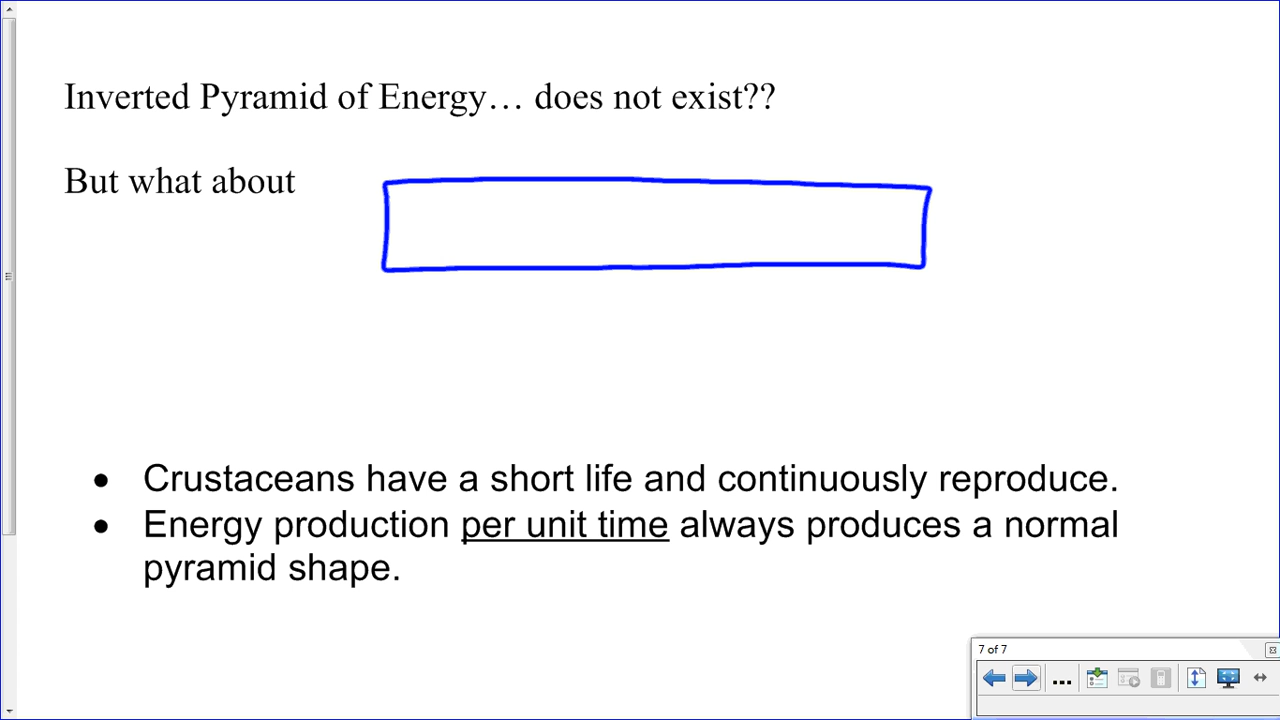 Inverted Pyramid of Energy… does not exist??
But what about
• Crustaceans have a short life and continuously reproduce.
• Energy production per unit time always produces a normal
pyramid shape.
7 of 7